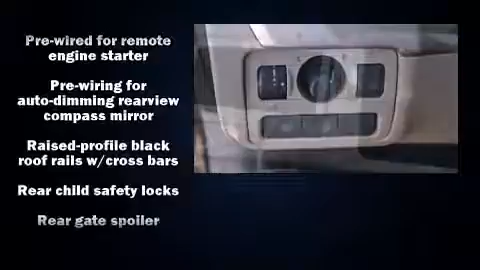 Pre-wired for remote
engine starter
Pre-wiring for
auto-dimming rearview
compass mirror
Raised-profile black
roof rails w/cross bars
Rear child safety locks
Rear gate spoiler